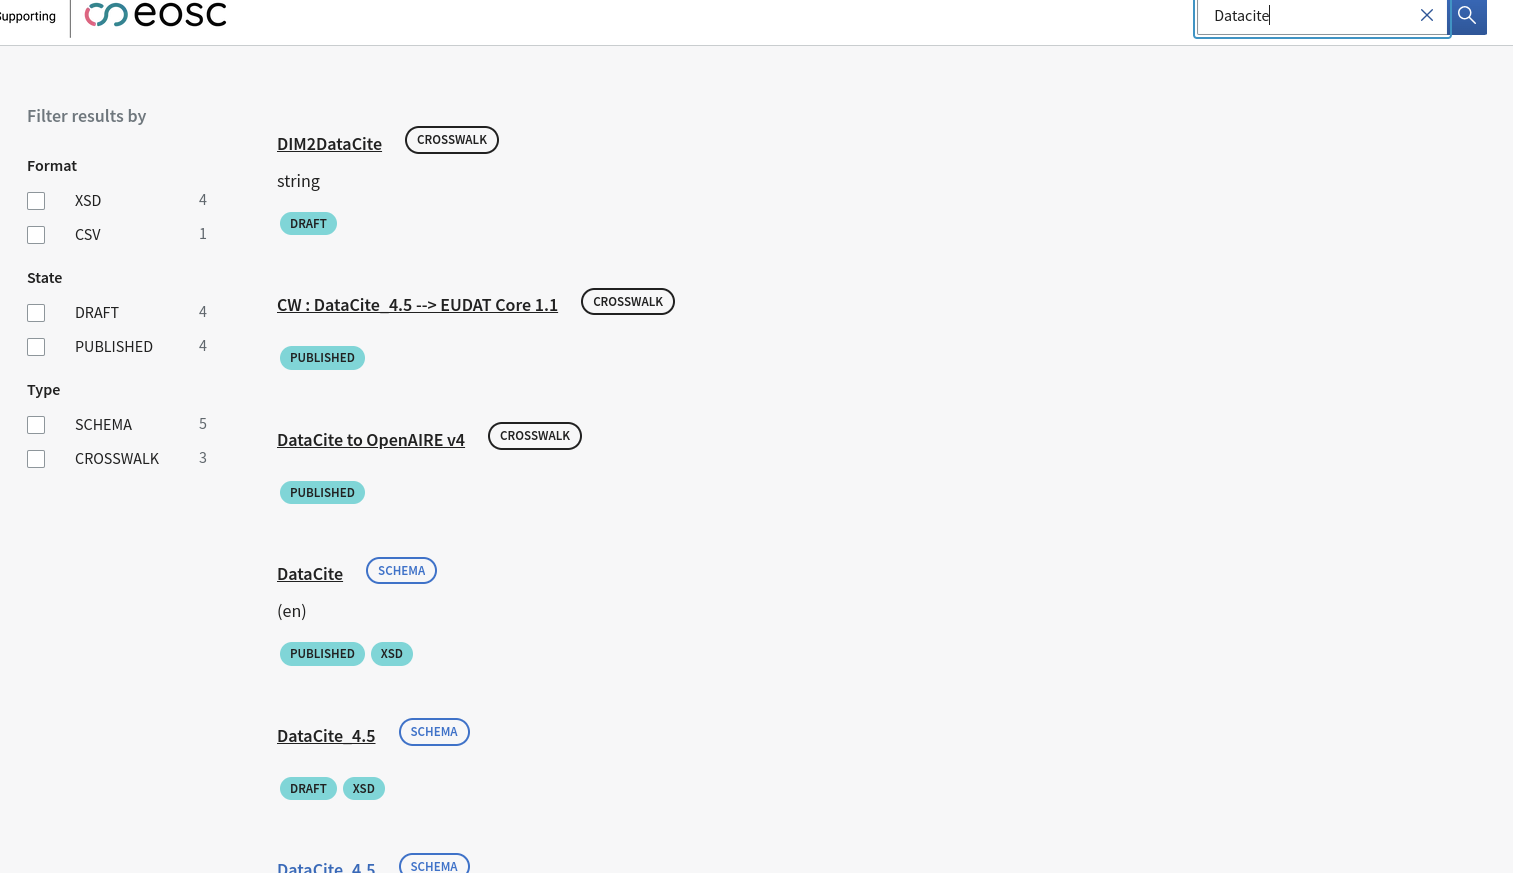 Supporting
eosc
Datacite
Filter results by
Format
XSD 4
CSV 1
State
DRAFT 4
PUBLISHED 4
Type
SCHEMA 5
CROSSWALK 3
DIM2DataCite CROSSWALK
string
DRAFT
CW : DataCite_4.5 --> EUDAT Core 1.1 CROSSWALK
PUBLISHED
DataCite to OpenAIRE v4 CROSSWALK
PUBLISHED
DataCite SCHEMA
(en)
PUBLISHED XSD
DataCite_4.5 SCHEMA
DRAFT XSD
DataCite_4.5 SCHEMA